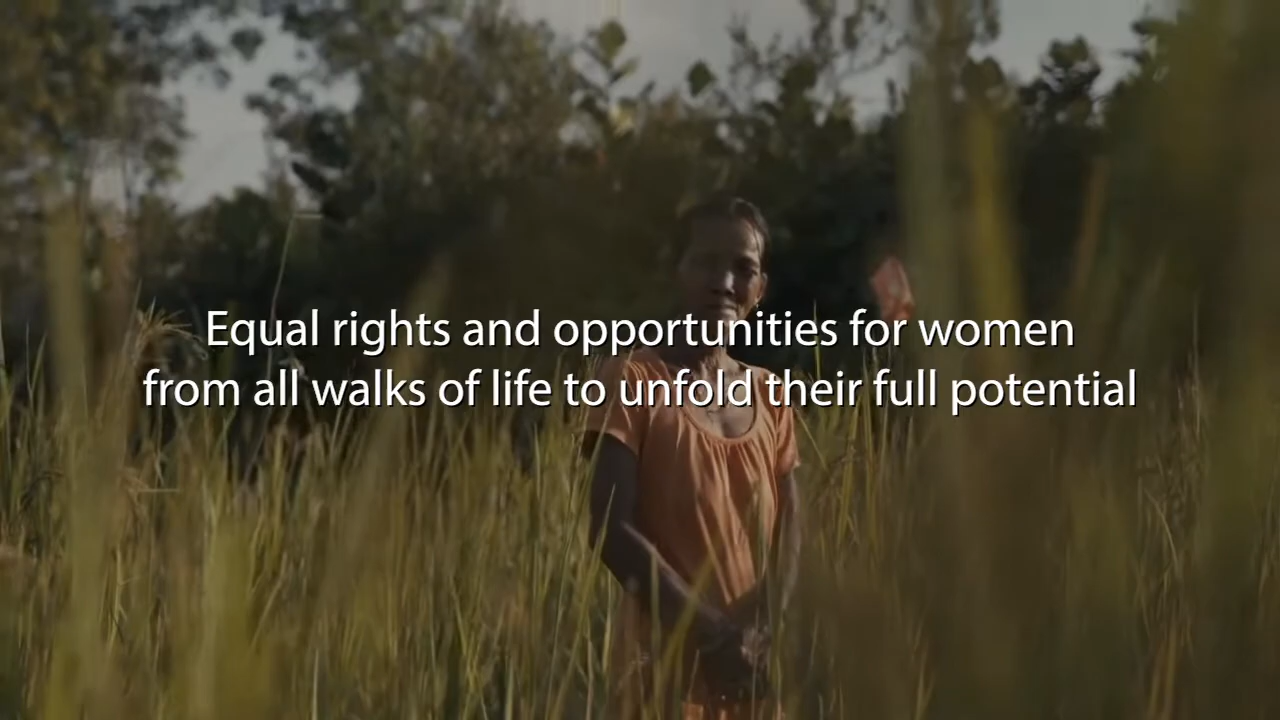 Equal rights and opportunities for women
from all walks of life to unfold their full potential